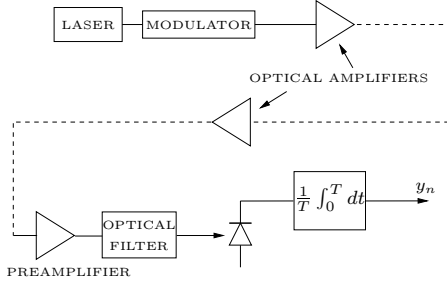 LASER
MODULATOR
OPTICAL AMPLIFIERS
OPTICAL
FILTER
PREAMPLIFIER
1/T ∫_0^T dt
y_n